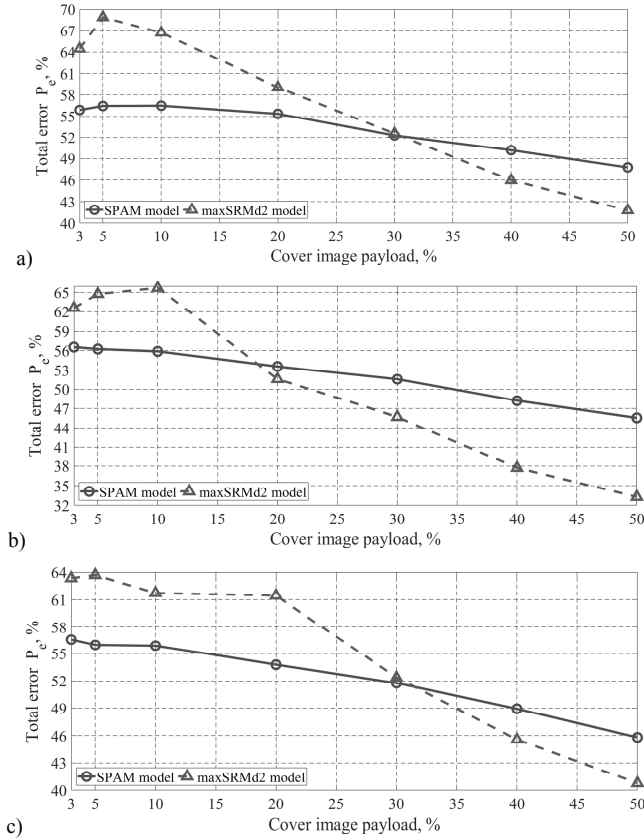 70
67
64
61
58
55
52
49
46
43
40
Total error P_e, %
SPAM model
maxSRMd2 model
3 5 10 15 20 25 30 35 40 45 50
Cover image payload, %
a)
65
62
59
56
53
50
47
44
41
38
35
32
Total error P_e, %
SPAM model
maxSRMd2 model
3 5 10 15 20 25 30 35 40 45 50
Cover image payload, %
b)
64
61
58
55
52
49
46
43
40
Total error P_e, %
SPAM model
maxSRMd2 model
3 5 10 15 20 25 30 35 40 45 50
Cover image payload, %
c)